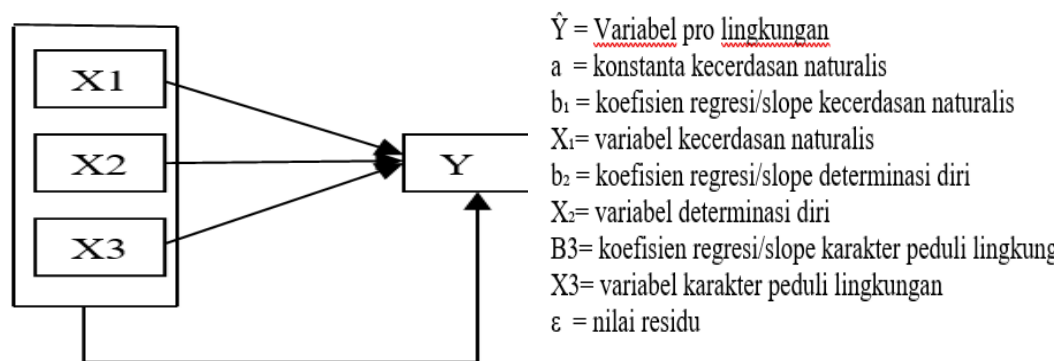 X1
X2
X3
Y
Ŷ = Variabel pro lingkungan
a = konstanta kecerdasan naturalis
b₁ = koefisien regresi/slope kecerdasan naturalis
X₁= variabel kecerdasan naturalis
b₂ = koefisien regresi/slope determinasi diri
X₂= variabel determinasi diri
B3= koefisien regresi/slope karakter peduli lingkung
X3= variabel karakter peduli lingkungan
ε = nilai residu